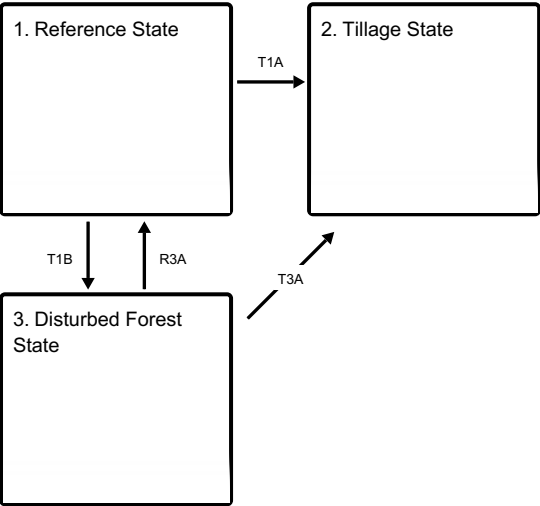 1. Reference State
2. Tillage State
T1A
T1B
R3A
T3A
3. Disturbed Forest
State